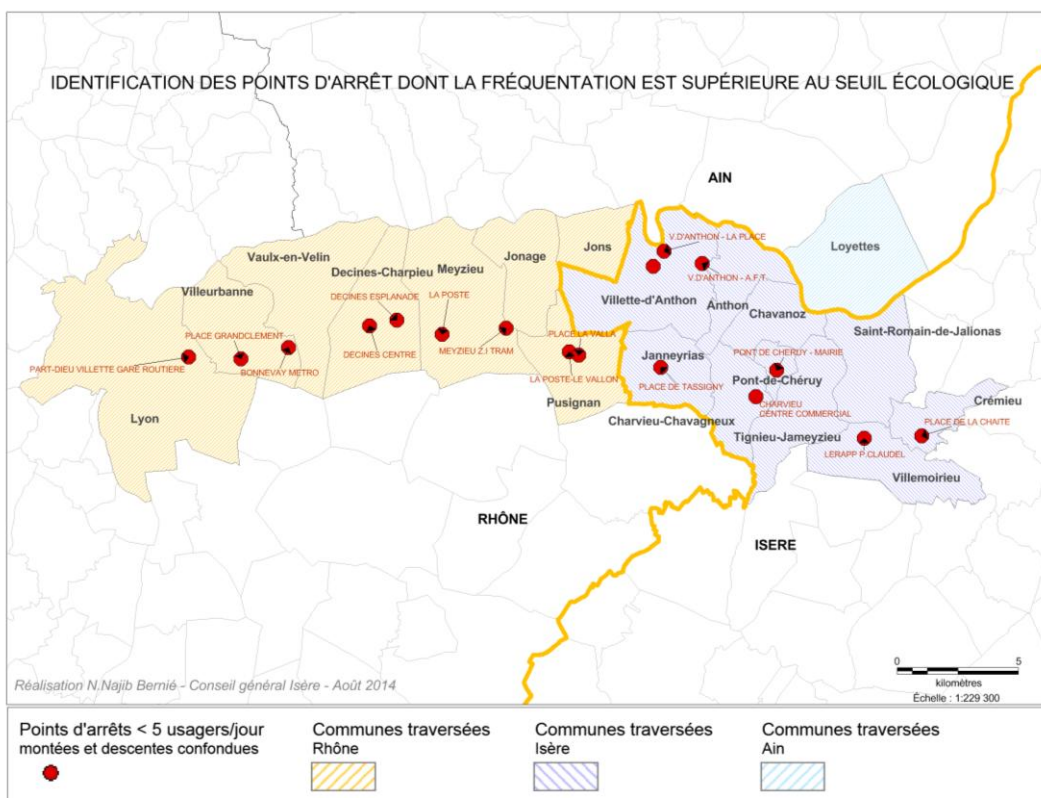 IDENTIFICATION DES POINTS D'ARRÊT DONT LA FRÉQUENTATION EST SUPÉRIEURE AU SEUIL ÉCOLOGIQUE
AIN
Loyettes
Jons
V.D'ANTHON - LA PLACE
V.D'ANTHON - A.F.T
Vaulx-en-Velin
Decines-Charpieu
Meyzieu
Jonage
Villeurbanne
DECINES ESPLANADE
LA POSTE
Villette-d'Anthon
Anthon
Chavanoz
Saint-Romain-de-Jalionas
PLACE GRANDCLEMENT
PLACE LA VALLA
PART-DIEU VILLETTE GARE ROUTIERE
BONNEVAY METRO
DECINES CENTRE
MEYZIEU Z.I TRAM
LA POSTE-LE VALLON
Janneyrias
PLACE DE TASSIGNY
PONT DE CHERUY - MAIRIE
Pont-de-Chéruy
CHARVIEU
CENTRE COMMERCIAL
Crémieu
PLACE DE LA CHAITE
Lyon
Pusignan
Charvieu-Chavagneux
Tignieu-Jameyzieu
LERAPP P.CLAUDEL
Villemoirieu
RHÔNE
ISERE
0 5
kilomètres
Échelle : 1:229 300
Réalisation N.Najib Bernié - Conseil général Isère - Août 2014
Points d'arrêts < 5 usagers/jour
montées et descentes confondues
Communes traversées
Rhône
Communes traversées
Isère
Communes traversées
Ain